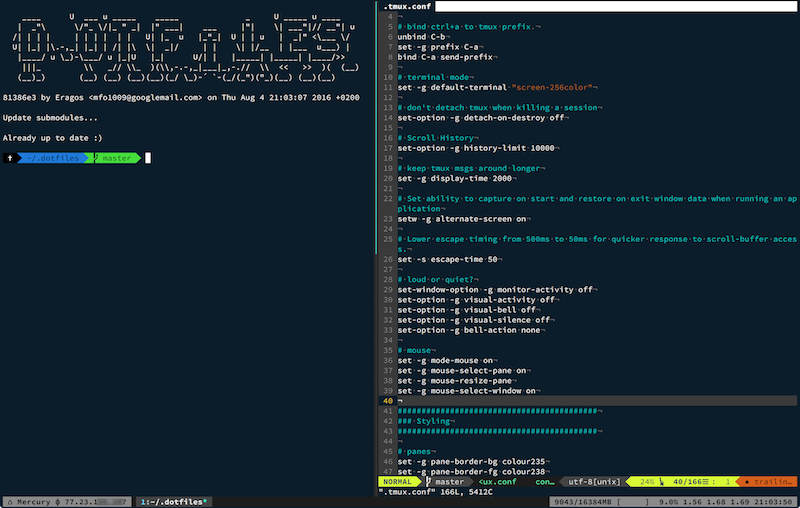 81386e3 by Eragos <mfol009@googlemail.com> on Thu Aug 4 21:03:07 2016 +0200
Update submodules...
Already up to date :)
~/.dotfiles master
.tmux.conf
4 ¬
5 #·bind·ctrl+a·to·tmux·prefix.¬
6 unbind·C-b¬
7 set·-g·prefix·C-a¬
8 bind·C-a·send-prefix¬
9 ¬
10 #·terminal·mode¬
11 set·-g·default-terminal·"screen-256color"¬
12 ¬
13 #·don't·detach·tmux·when·killing·a·session¬
14 set-option·-g·detach-on-destroy·off¬
15 ¬
16 #·Scroll·History¬
17 set-option·-g·history-limit·10000¬
18 ¬
19 #·keep·tmux·msgs·around·longer¬
20 set·-g·display-time·2000¬
21 ¬
22 #·Set·ability·to·capture·on·start·and·restore·on·exit·window·data·when·running·an·ap
plication¬
23 setw·-g·alternate-screen·on¬
24 ¬
25 #·Lower·escape·timing·from·500ms·to·50ms·for·quicker·response·to·scroll-buffer·acces
s.¬
26 set·-s·escape-time·50¬
27 ¬
28 #·loud·or·quiet?¬
29 set-window-option·-g·monitor-activity·off¬
30 set-option·-g·visual-activity·off¬
31 set-option·-g·visual-bell·off¬
32 set-option·-g·visual-silence·off¬
33 set-option·-g·bell-action·none¬
34 ¬
35 #·mouse¬
36 set·-g·mode-mouse·on¬
37 set·-g·mouse-select-pane·on¬
38 set·-g·mouse-resize-pane¬
39 set·-g·mouse-select-window·on¬
40 ¬
41 ########################################¬
42 ###·Styling¬
43 ########################################¬
44 ¬
45 #·panes¬
46 set·-g·pane-border-bg·colour235¬
47 set·-g·pane-border-fg·colour238¬
NORMAL master <ux.conf con… utf-8[unix] 24% 40/166 : 1 trailin…
".tmux.conf" 166L, 5412C
Mercury 77.23.1 1:~/.dotfiles* 9043/16384MB [ ] 9.0% 1.56 1.68 1.69 21:03:50